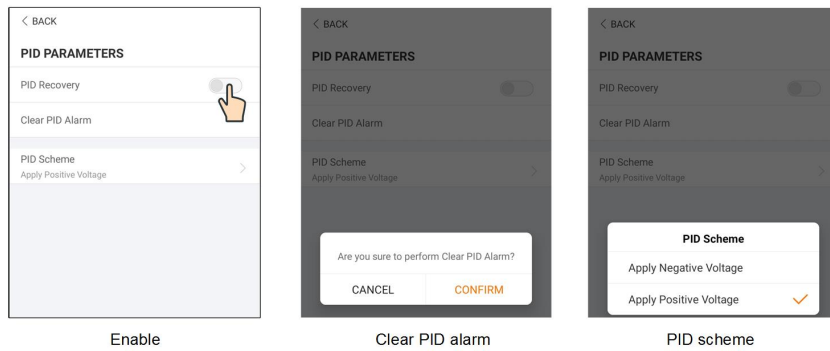 < BACK
PID PARAMETERS
PID Recovery
Clear PID Alarm
PID Scheme
Apply Positive Voltage
Enable
< BACK
PID PARAMETERS
PID Recovery
Clear PID Alarm
PID Scheme
Apply Positive Voltage
Are you sure to perform Clear PID Alarm?
CANCEL CONFIRM
Clear PID alarm
< BACK
PID PARAMETERS
PID Recovery
Clear PID Alarm
PID Scheme
Apply Positive Voltage
PID Scheme
Apply Negative Voltage
Apply Positive Voltage
PID scheme